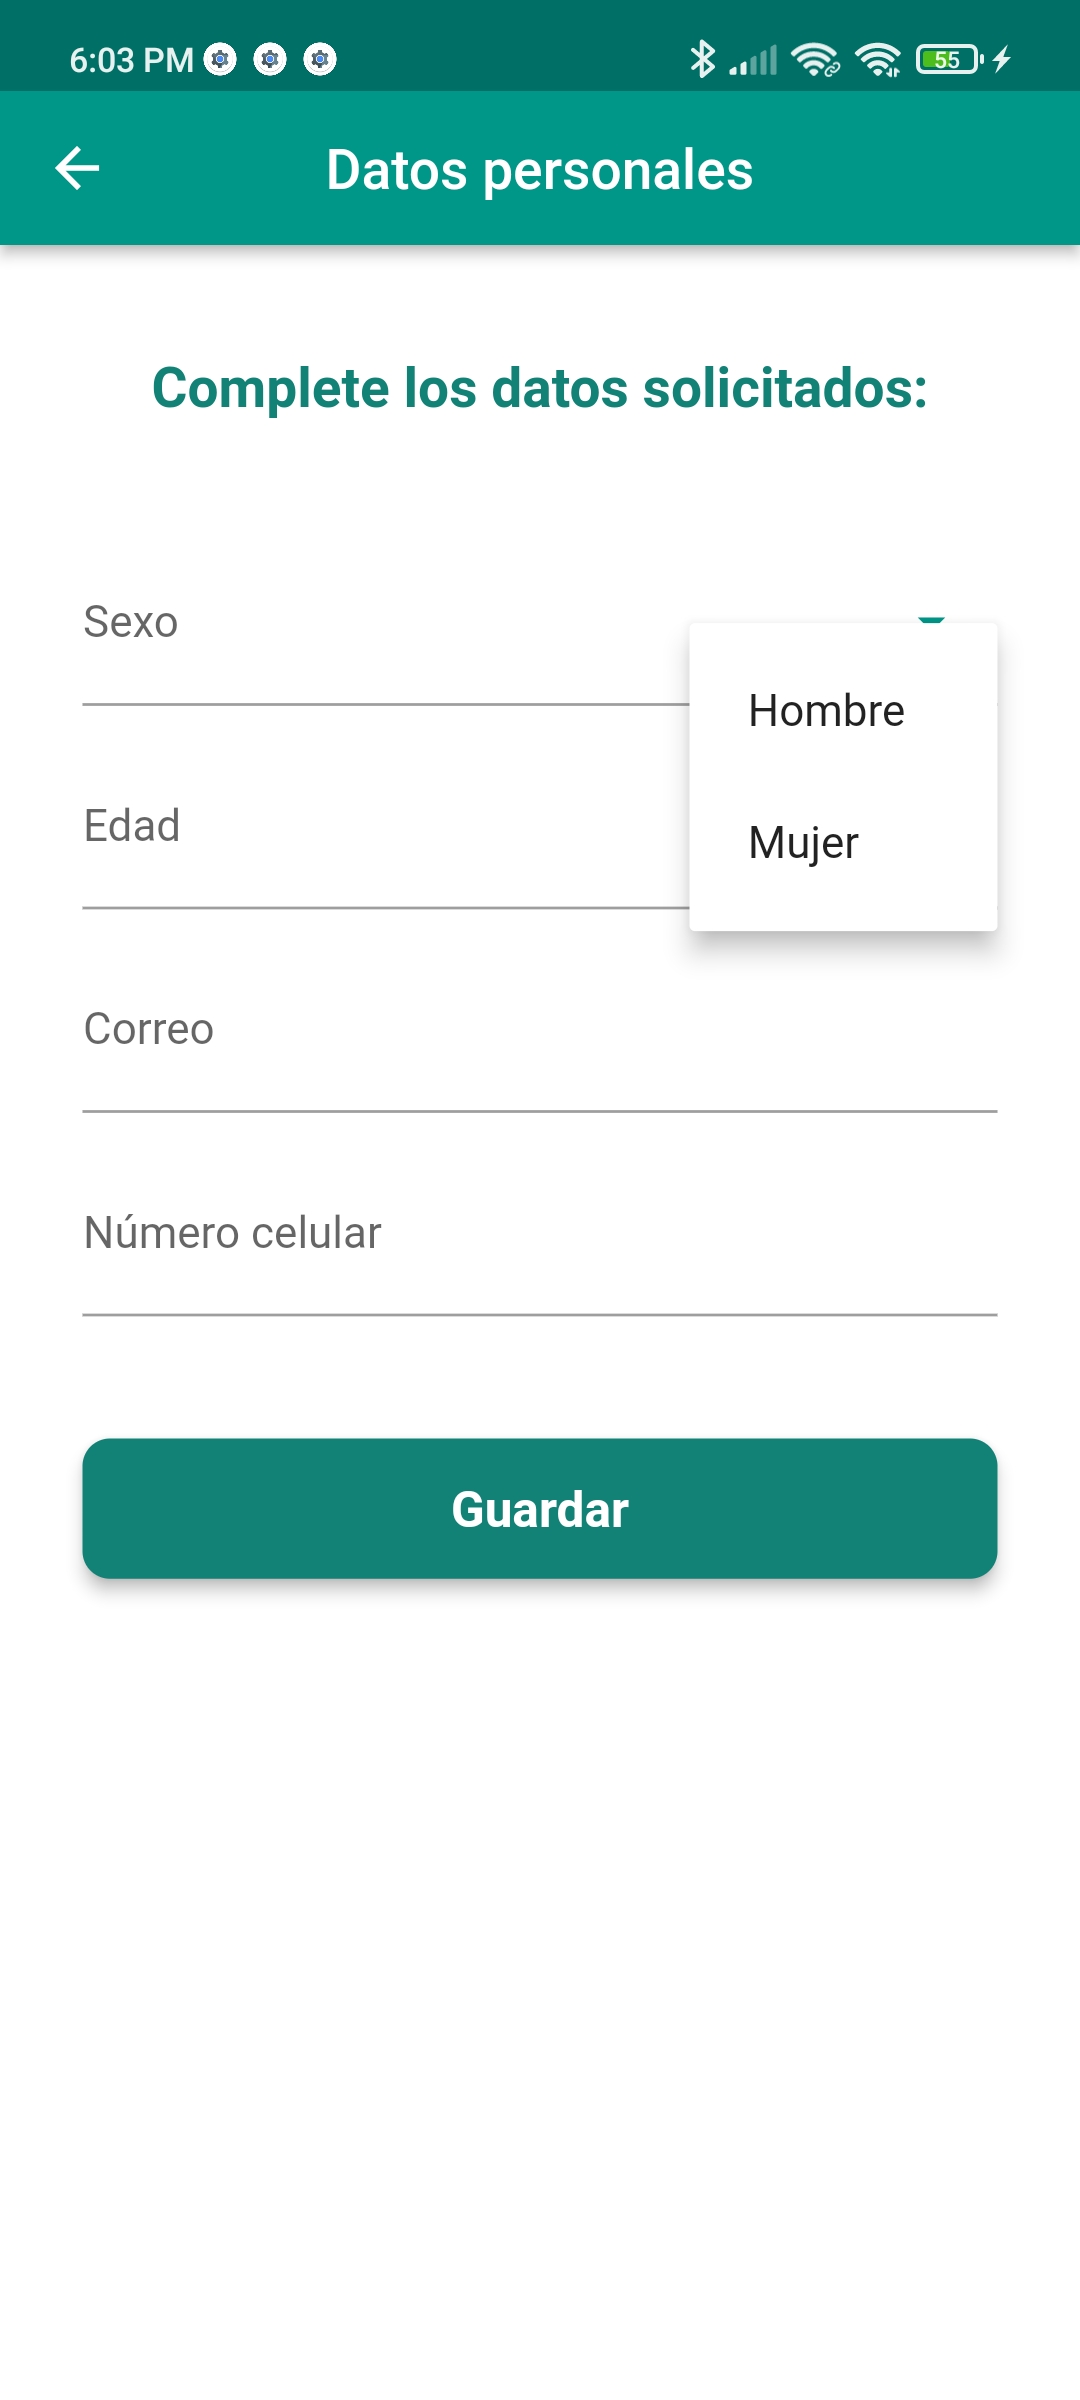 6:03 PM
55
Datos personales
Complete los datos solicitados:
Sexo
Hombre
Mujer
Edad
Correo
Número celular
Guardar